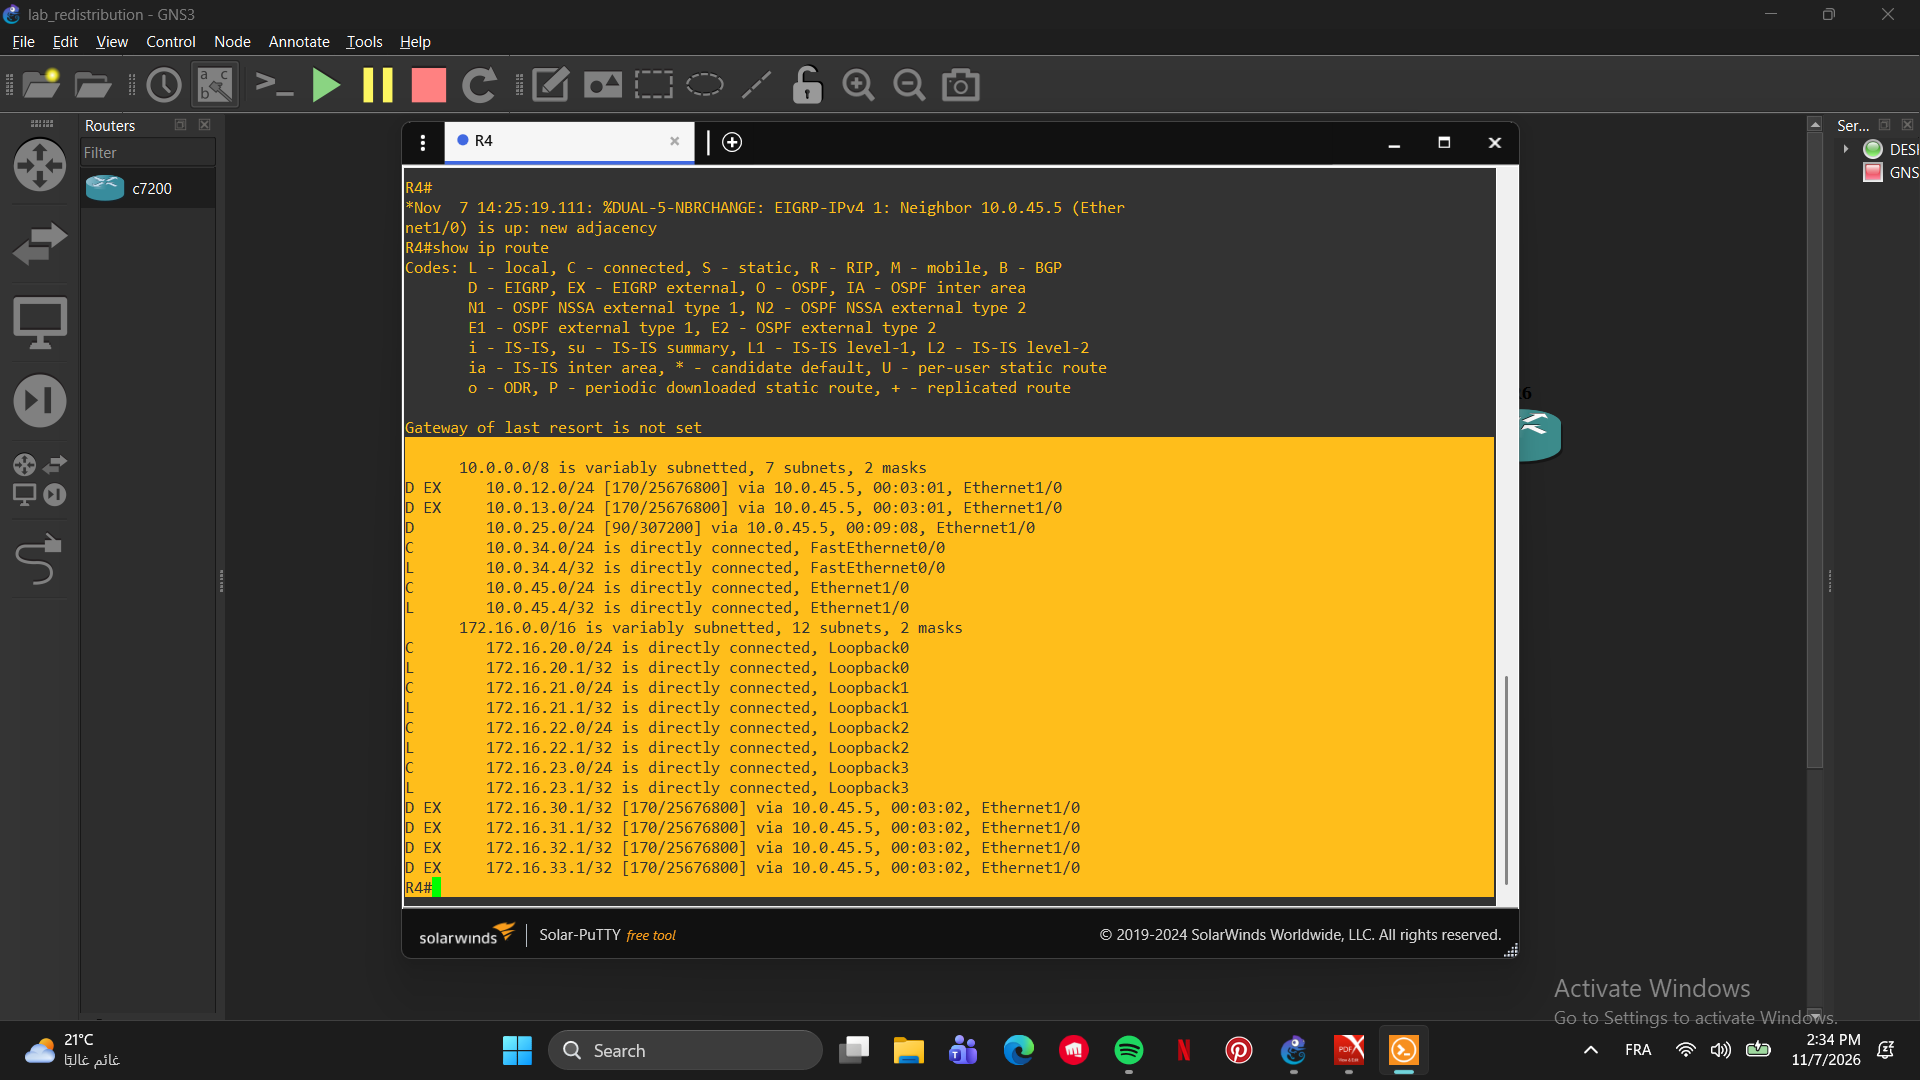 lab_redistribution - GNS3
File Edit View Control Node Annotate Tools Help
Routers
Filter
c7200
Ser...
DESH
GNS
R4
R4#
*Nov  7 14:25:19.111: %DUAL-5-NBRCHANGE: EIGRP-IPv4 1: Neighbor 10.0.45.5 (Ether
net1/0) is up: new adjacency
R4#show ip route
Codes: L - local, C - connected, S - static, R - RIP, M - mobile, B - BGP
D - EIGRP, EX - EIGRP external, O - OSPF, IA - OSPF inter area
N1 - OSPF NSSA external type 1, N2 - OSPF NSSA external type 2
E1 - OSPF external type 1, E2 - OSPF external type 2
i - IS-IS, su - IS-IS summary, L1 - IS-IS level-1, L2 - IS-IS level-2
ia - IS-IS inter area, * - candidate default, U - per-user static route
o - ODR, P - periodic downloaded static route, + - replicated route
Gateway of last resort is not set
10.0.0.0/8 is variably subnetted, 7 subnets, 2 masks
D EX     10.0.12.0/24 [170/25676800] via 10.0.45.5, 00:03:01, Ethernet1/0
D EX     10.0.13.0/24 [170/25676800] via 10.0.45.5, 00:03:01, Ethernet1/0
D        10.0.25.0/24 [90/307200] via 10.0.45.5, 00:09:08, Ethernet1/0
C        10.0.34.0/24 is directly connected, FastEthernet0/0
L        10.0.34.4/32 is directly connected, FastEthernet0/0
C        10.0.45.0/24 is directly connected, Ethernet1/0
L        10.0.45.4/32 is directly connected, Ethernet1/0
172.16.0.0/16 is variably subnetted, 12 subnets, 2 masks
C        172.16.20.0/24 is directly connected, Loopback0
L        172.16.20.1/32 is directly connected, Loopback0
C        172.16.21.0/24 is directly connected, Loopback1
L        172.16.21.1/32 is directly connected, Loopback1
C        172.16.22.0/24 is directly connected, Loopback2
L        172.16.22.1/32 is directly connected, Loopback2
C        172.16.23.0/24 is directly connected, Loopback3
L        172.16.23.1/32 is directly connected, Loopback3
D EX     172.16.30.1/32 [170/25676800] via 10.0.45.5, 00:03:02, Ethernet1/0
D EX     172.16.31.1/32 [170/25676800] via 10.0.45.5, 00:03:02, Ethernet1/0
D EX     172.16.32.1/32 [170/25676800] via 10.0.45.5, 00:03:02, Ethernet1/0
D EX     172.16.33.1/32 [170/25676800] via 10.0.45.5, 00:03:02, Ethernet1/0
R4#
solarwinds Solar-PuTTY free tool
© 2019-2024 SolarWinds Worldwide, LLC. All rights reserved.
Activate Windows
Go to Settings to activate Windows.
21°C
غائم غالبًا
Search
FRA
2:34 PM
11/7/2026